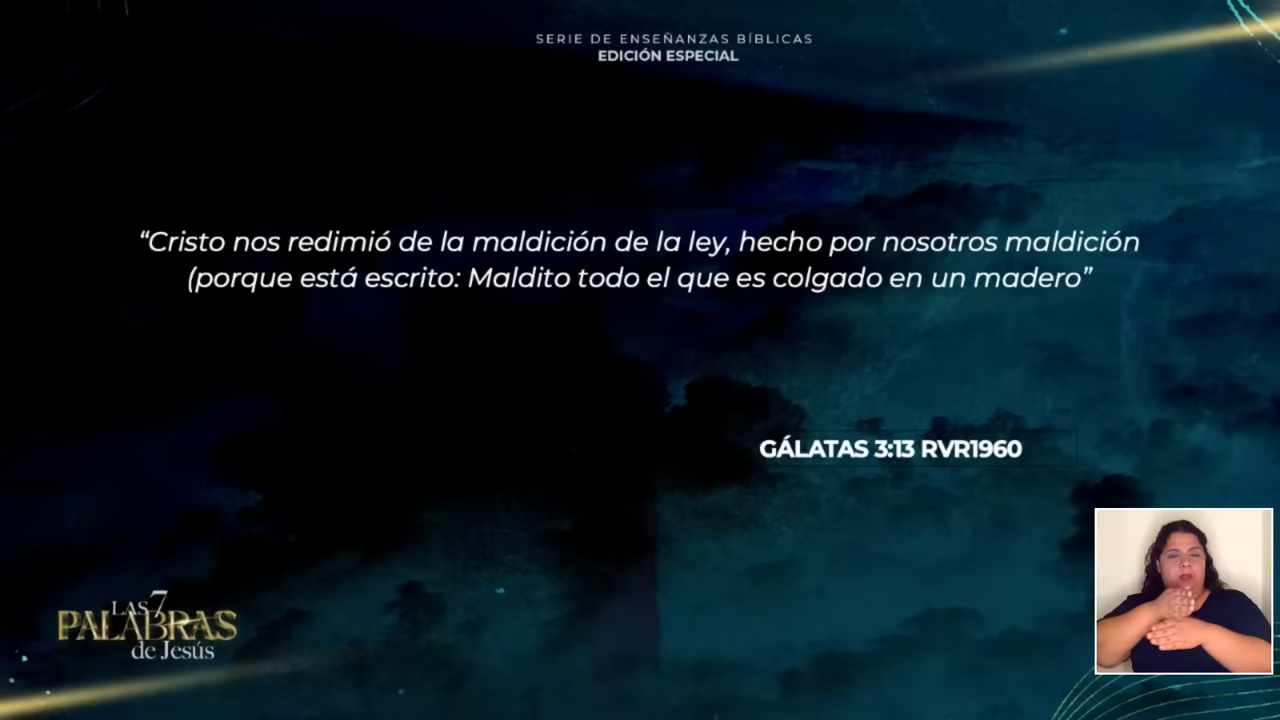 SERIE DE ENSEÑANZAS BÍBLICAS
EDICIÓN ESPECIAL
“Cristo nos redimió de la maldición de la ley, hecho por nosotros maldición
(porque está escrito: Maldito todo el que es colgado en un madero”
GÁLATAS 3:13 RVR1960
LAS 7
PALABRAS
de Jesús